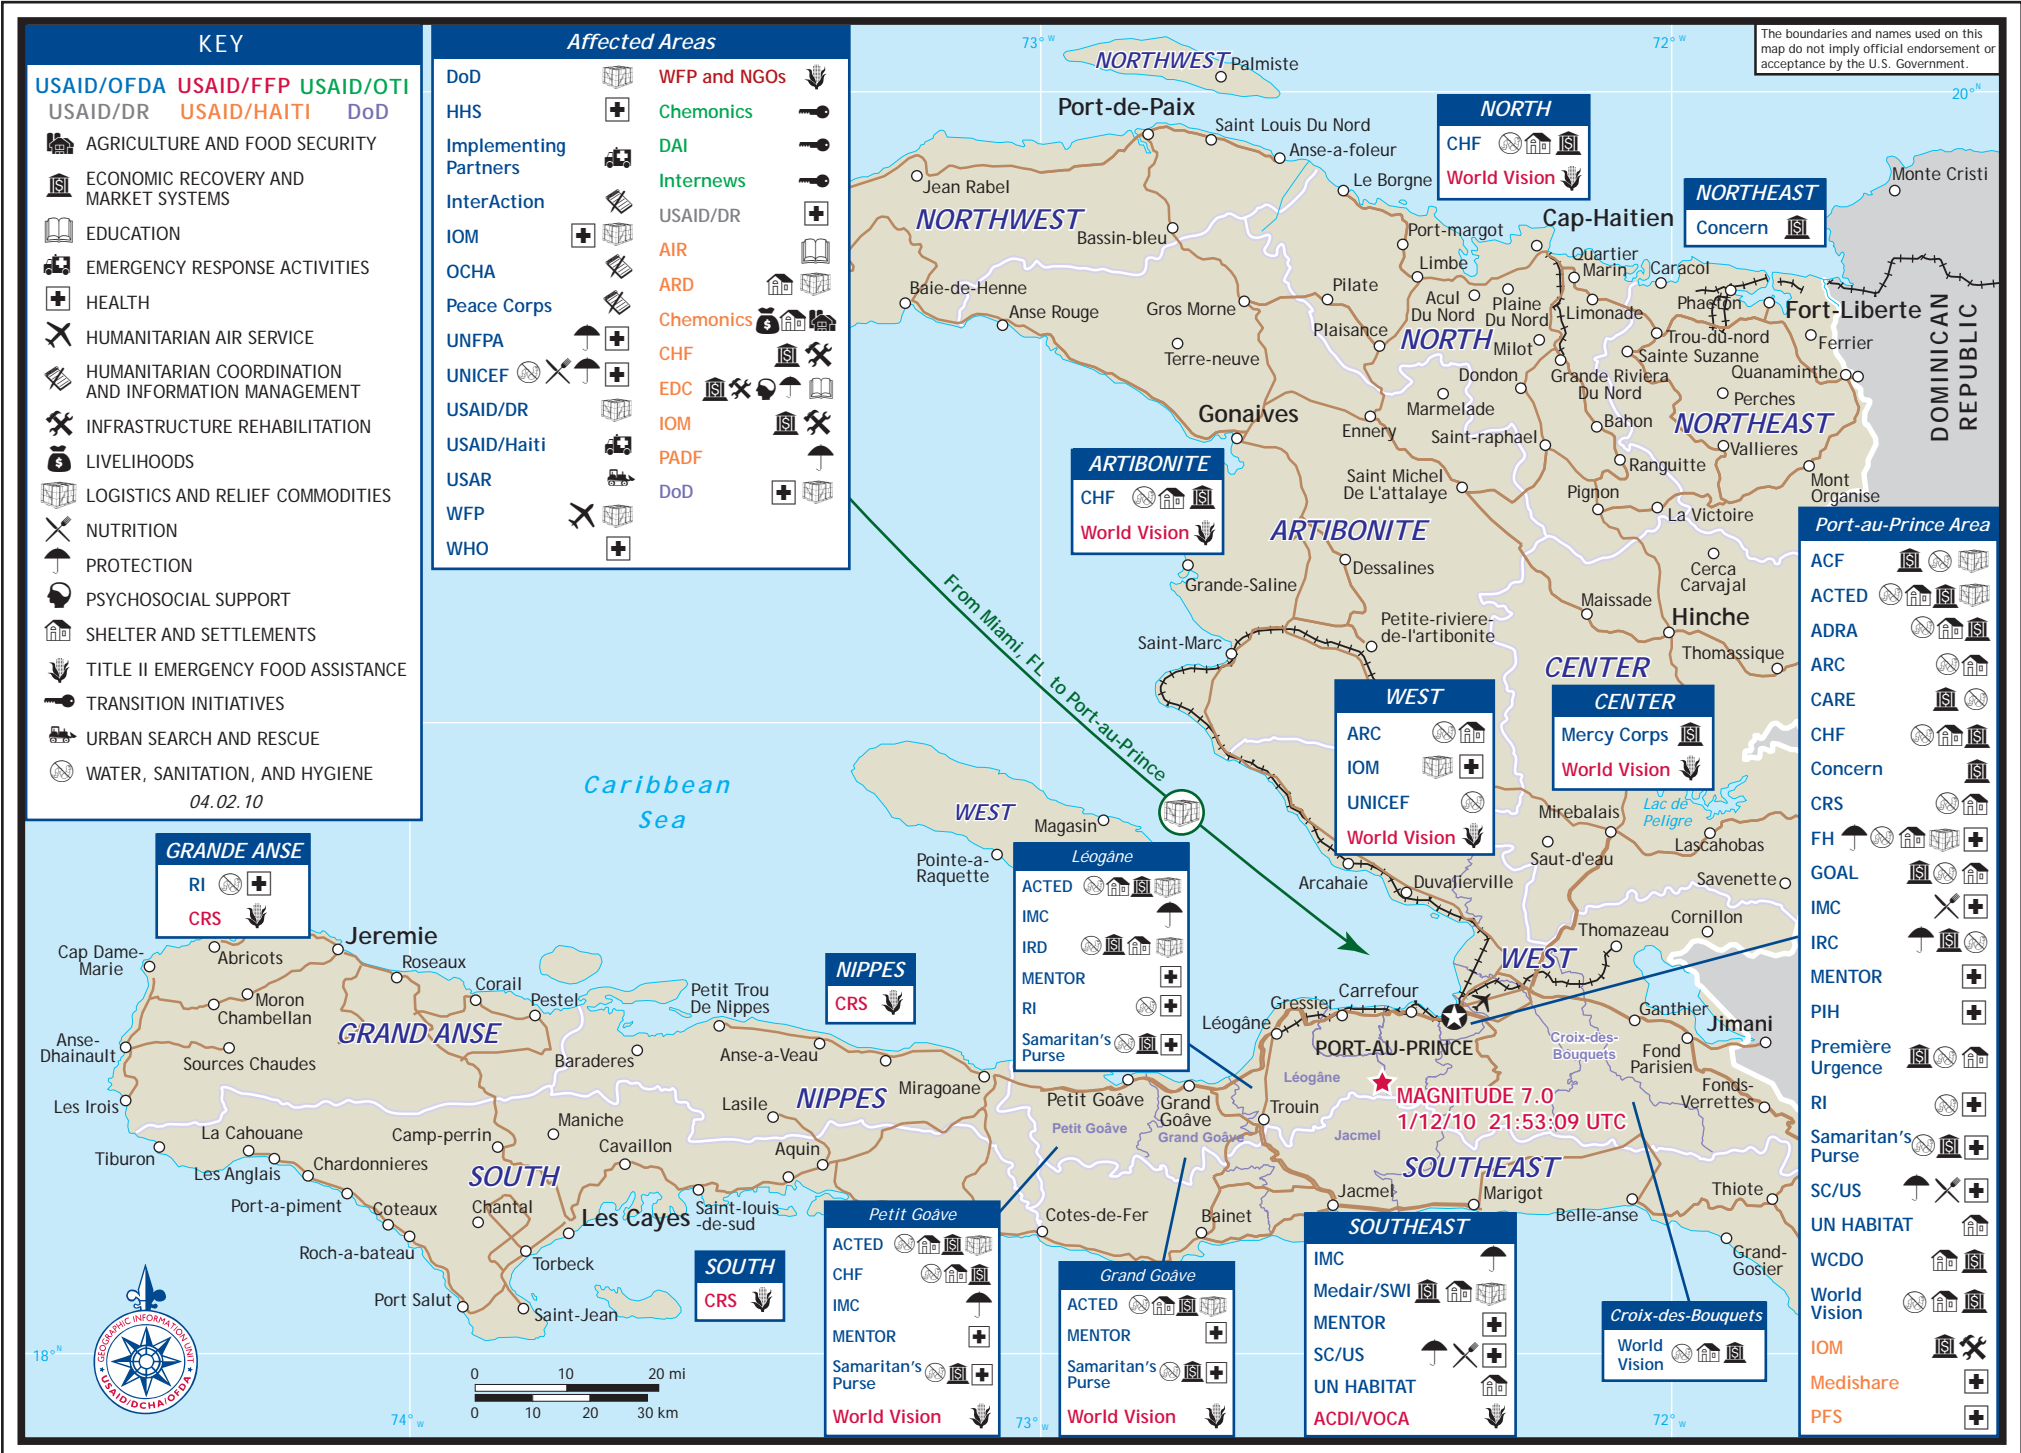 KEY
USAID/OFDA USAID/FFP USAID/OTI
USAID/DR USAID/HAITI DoD
AGRICULTURE AND FOOD SECURITY
ECONOMIC RECOVERY AND
MARKET SYSTEMS
EDUCATION
EMERGENCY RESPONSE ACTIVITIES
HEALTH
HUMANITARIAN AIR SERVICE
HUMANITARIAN COORDINATION
AND INFORMATION MANAGEMENT
INFRASTRUCTURE REHABILITATION
LIVELIHOODS
LOGISTICS AND RELIEF COMMODITIES
NUTRITION
PROTECTION
PSYCHOSOCIAL SUPPORT
SHELTER AND SETTLEMENTS
TITLE II EMERGENCY FOOD ASSISTANCE
TRANSITION INITIATIVES
URBAN SEARCH AND RESCUE
WATER, SANITATION, AND HYGIENE
04.02.10
Affected Areas
DoD
HHS
Implementing
Partners
InterAction
IOM
OCHA
Peace Corps
UNFPA
UNICEF
USAID/DR
USAID/Haiti
USAR
WFP
WHO
WFP and NGOs
Chemonics
DAI
Internews
USAID/DR
AIR
ARD
Chemonics
CHF
EDC
IOM
PADF
DoD
The boundaries and names used on this
map do not imply official endorsement or
acceptance by the U.S. Government.
73° W
72° W
20° N
NORTHWEST
Palmiste
Port-de-Paix
Saint Louis Du Nord
Anse-a-foleur
Le Borgne
Jean Rabel
NORTHWEST
Bassin-bleu
Port-margot
Limbe
Baie-de-Henne
Anse Rouge
Gros Morne
Pilate
Plaisance
Terre-neuve
NORTH
CHF
World Vision
NORTHEAST
Concern
Monte Cristi
Cap-Haitien
Quartier
Marin
Caracol
Acul
Du Nord
Plaine
Du Nord
Limonade
Phaeton
Fort-Liberte
NORTH
Milot
Trou-du-nord
Sainte Suzanne
Ferrier
Quanaminthe
Dondon
Grande Riviera
Du Nord
Perches
Marmelade
Bahon
NORTHEAST
Gonaives
Ennery
Saint-raphael
Vallieres
Ranguitte
Mont
Organise
DOMINICAN
REPUBLIC
Saint Michel
De L'attalaye
Pignon
La Victoire
ARTIBONITE
CHF
World Vision
ARTIBONITE
Dessalines
Cerca
Carvajal
Grande-Saline
Maissade
Hinche
Petite-riviere-
de-l'artibonite
Saint-Marc
CENTER
Thomassique
From Miami, FL to Port-au-Prince
WEST
ARC
IOM
UNICEF
World Vision
CENTER
Mercy Corps
World Vision
Lac de
Peligre
Mirebalais
Lascahobas
Saut-d'eau
Savenette
Cornillon
Thomazeau
Arcahaie
Duvalierville
WEST
Caribbean
Sea
WEST
Magasin
Pointe-a-
Raquette
Léogâne
ACTED
IMC
IRD
MENTOR
RI
Samaritan's
Purse
GRANDE ANSE
RI
CRS
Cap Dame-
Marie
Abricots
Jeremie
Roseaux
Corail
Pestel
Moron
Chambellan
GRAND ANSE
Anse-
Dhainault
Sources Chaudes
Les Irois
NIPPES
CRS
Petit Trou
De Nippes
Baraderes
Anse-a-Veau
Miragoane
NIPPES
Lasile
Maniche
La Cahouane
Camp-perrin
Cavaillon
Aquin
Tiburon
Les Anglais
Chardonnieres
SOUTH
Port-a-piment
Coteaux
Chantal
Les Cayes
Saint-louis
-de-sud
Roch-a-bateau
Torbeck
Port Salut
Saint-Jean
SOUTH
CRS
Gressier
Carrefour
Léogâne
PORT-AU-PRINCE
Croix-des-
Bouquets
Ganthier
Jimani
Fond
Parisien
Fonds-
Verrettes
Léogâne
MAGNITUDE 7.0
1/12/10 21:53:09 UTC
Petit Goâve
Grand
Goâve
Trouin
Petit Goâve
Grand Goâve
Jacmel
SOUTHEAST
Jacmel
Marigot
Belle-anse
Thiote
Grand-
Gosier
Cotes-de-Fer
Bainet
Petit Goâve
ACTED
CHF
IMC
MENTOR
Samaritan's
Purse
World Vision
Grand Goâve
ACTED
MENTOR
Samaritan's
Purse
World Vision
SOUTHEAST
IMC
Medair/SWI
MENTOR
SC/US
UN HABITAT
ACDI/VOCA
Croix-des-Bouquets
World
Vision
Port-au-Prince Area
ACF
ACTED
ADRA
ARC
CARE
CHF
Concern
CRS
FH
GOAL
IMC
IRC
MENTOR
PIH
Première
Urgence
RI
Samaritan's
Purse
SC/US
UN HABITAT
WCDO
World
Vision
IOM
Medishare
PFS
18° N
GEOGRAPHIC INFORMATION UNIT
USAID/DCHA/OFDA
0 10 20 mi
0 10 20 30 km
74° W
73° W
72° W